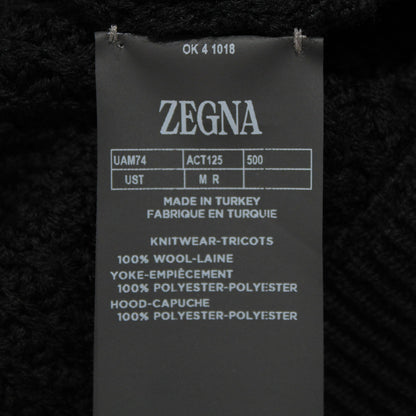 OK 4 1018
ZEGNA
UAM74 ACT125 500
UST M R
MADE IN TURKEY
FABRIQUE EN TURQUIE
KNITWEAR-TRICOTS
100% WOOL-LAINE
YOKE-EMPIÈCEMENT
100% POLYESTER-POLYESTER
HOOD-CAPUCHE
100% POLYESTER-POLYESTER